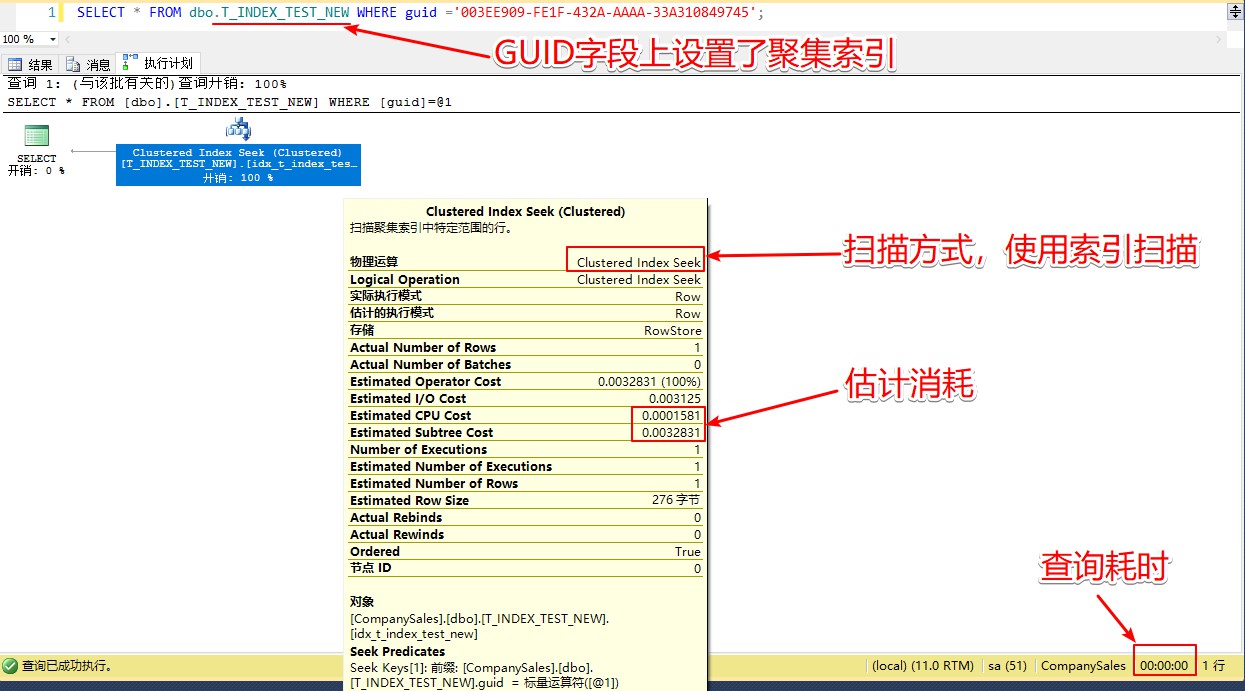 1 SELECT * FROM dbo.T_INDEX_TEST_NEW WHERE guid ='003EE909-FE1F-432A-AAAA-33A310849745';
100 %
GUID字段上设置了聚集索引
结果 消息 执行计划
查询 1: (与该批有关的)查询开销: 100%
SELECT * FROM [dbo].[T_INDEX_TEST_NEW] WHERE [guid]=@1
SELECT
开销: 0 %
Clustered Index Seek (Clustered)
[T_INDEX_TEST_NEW].[idx_t_index_tes…
开销: 100 %
Clustered Index Seek (Clustered)
扫描聚集索引中特定范围的行。
物理运算 Clustered Index Seek
Logical Operation Clustered Index Seek
实际执行模式 Row
估计的执行模式 Row
存储 RowStore
Actual Number of Rows 1
Actual Number of Batches 0
Estimated Operator Cost 0.0032831 (100%)
Estimated I/O Cost 0.003125
Estimated CPU Cost 0.0001581
Estimated Subtree Cost 0.0032831
Number of Executions 1
Estimated Number of Executions 1
Estimated Number of Rows 1
Estimated Row Size 276 字节
Actual Rebinds 0
Actual Rewinds 0
Ordered True
节点 ID 0
对象
[CompanySales].[dbo].[T_INDEX_TEST_NEW].
[idx_t_index_test_new]
Seek Predicates
Seek Keys[1]: 前缀: [CompanySales].[dbo].
[T_INDEX_TEST_NEW].guid = 标量运算符([@1])
扫描方式，使用索引扫描
估计消耗
查询耗时
查询已成功执行。 (local) (11.0 RTM) sa (51) CompanySales 00:00:00 1 行